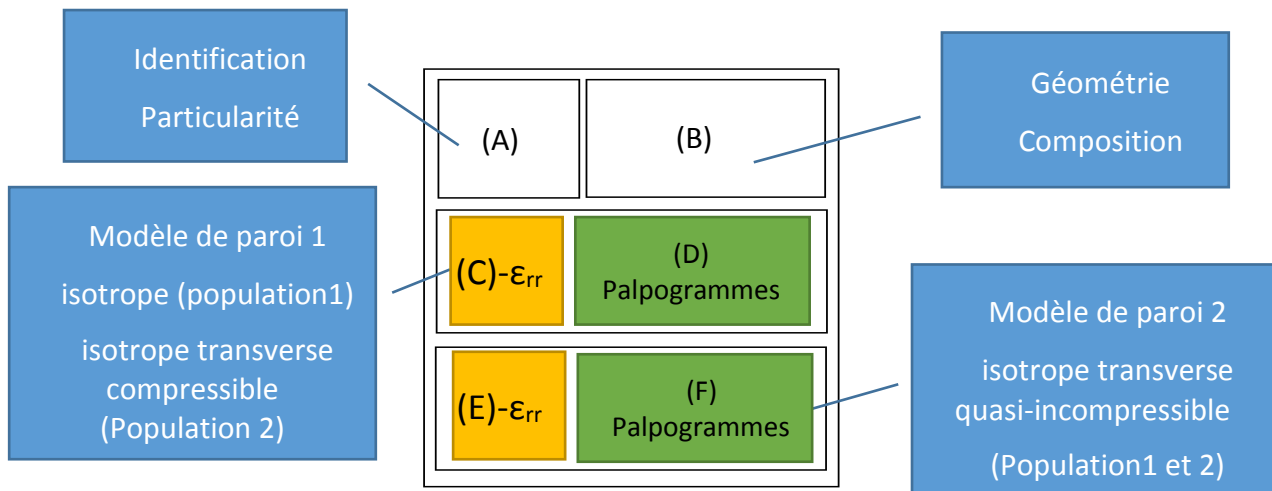 Identification
Particularité
(A)
(B)
Géométrie
Composition
Modèle de paroi 1
isotrope (population1)
isotrope transverse
compressible
(Population 2)
(C)-εrr
(D)
Palpogrammes
(E)-εrr
(F)
Palpogrammes
Modèle de paroi 2
isotrope transverse
quasi-incompressible
(Population1 et 2)